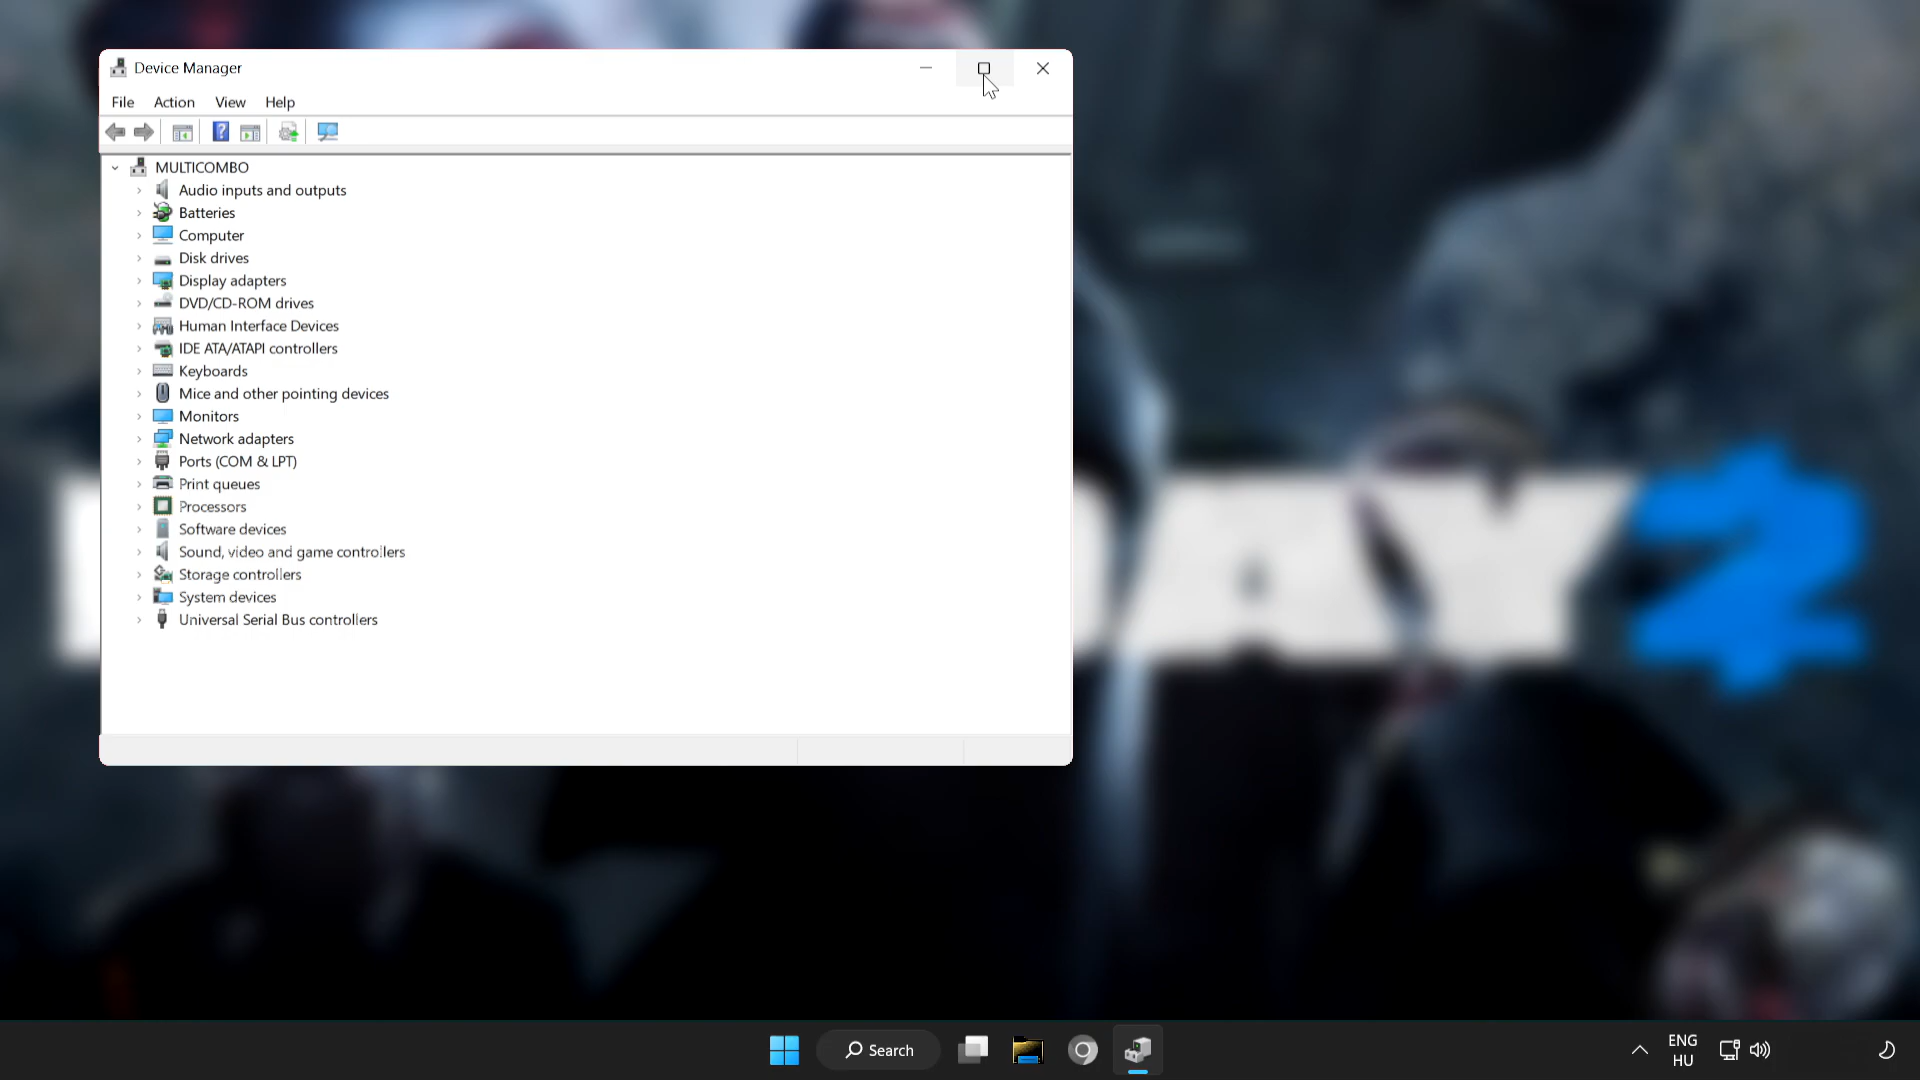 Device Manager
File Action View Help
MULTICOMBO
Audio inputs and outputs
Batteries
Computer
Disk drives
Display adapters
DVD/CD-ROM drives
Human Interface Devices
IDE ATA/ATAPI controllers
Keyboards
Mice and other pointing devices
Monitors
Network adapters
Ports (COM & LPT)
Print queues
Processors
Software devices
Sound, video and game controllers
Storage controllers
System devices
Universal Serial Bus controllers
AY2
Search
ENG
HU